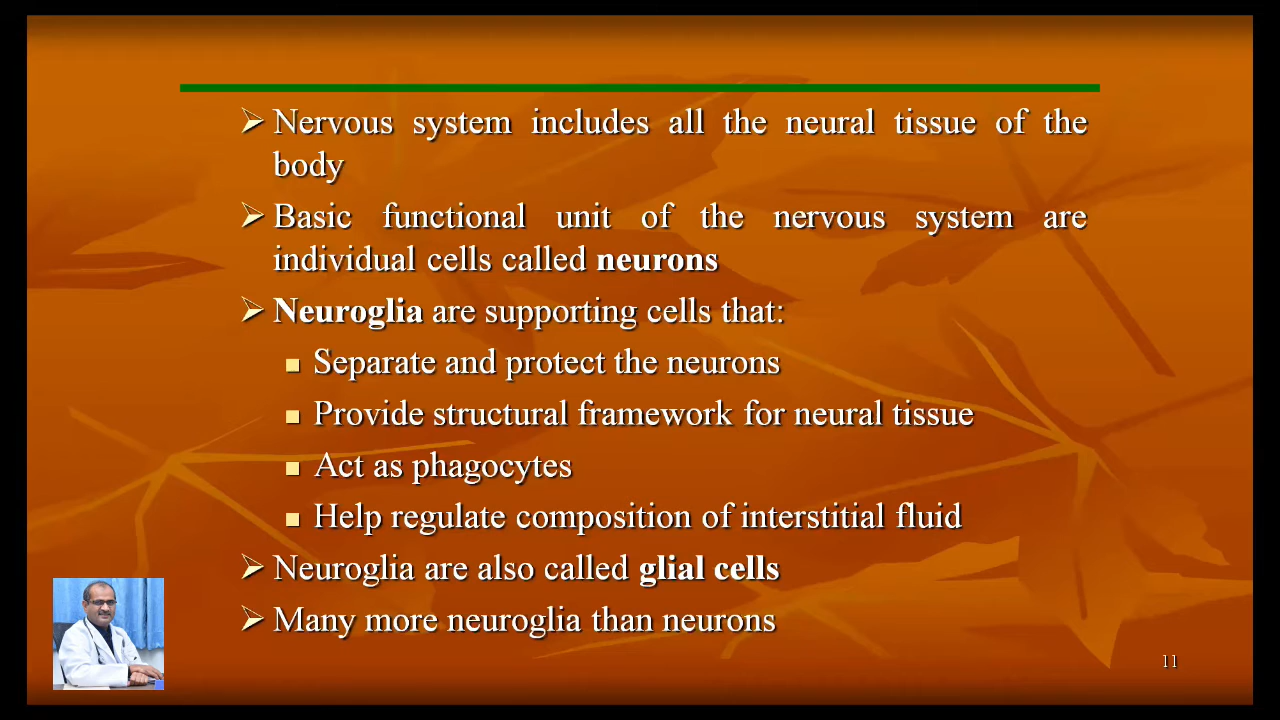 Nervous system includes all the neural tissue of the
body
Basic functional unit of the nervous system are
individual cells called neurons
Neuroglia are supporting cells that:
Separate and protect the neurons
Provide structural framework for neural tissue
Act as phagocytes
Help regulate composition of interstitial fluid
Neuroglia are also called glial cells
Many more neuroglia than neurons
11